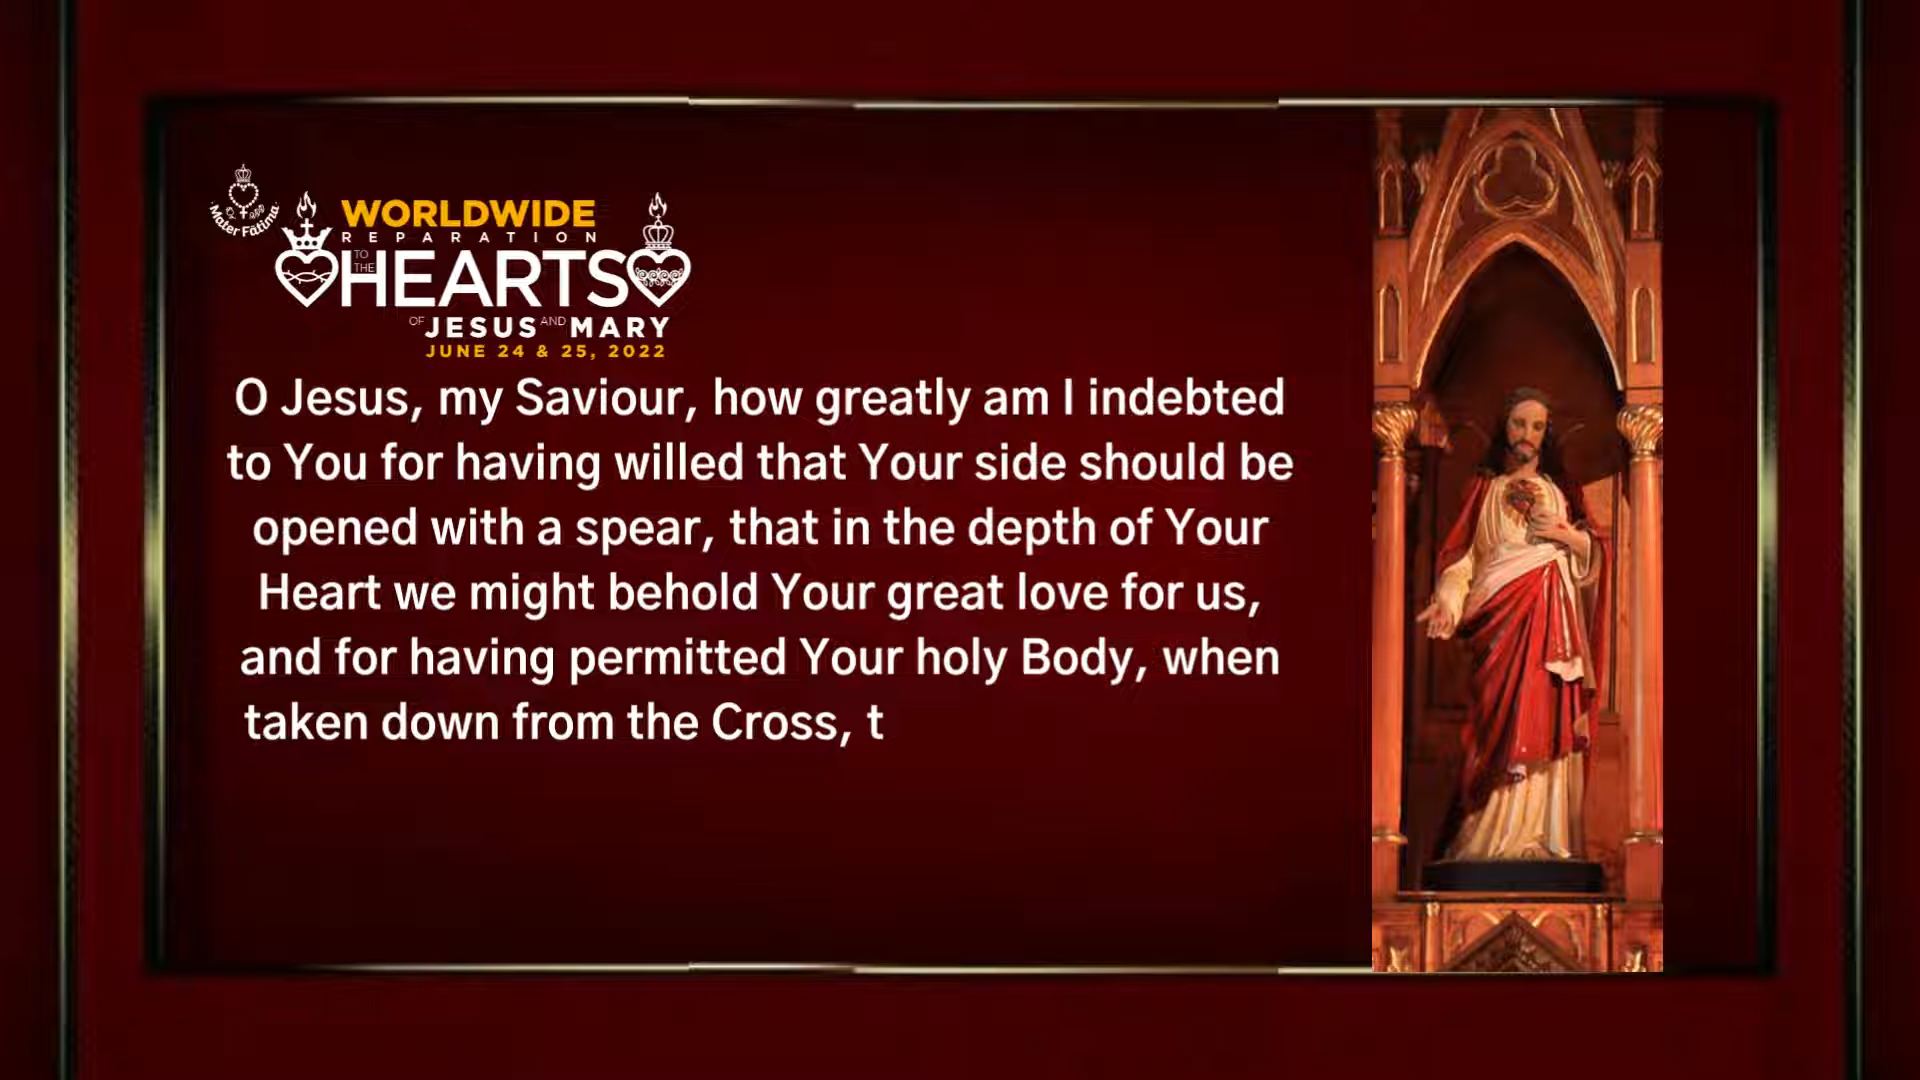 Mater Fátima
WORLDWIDE
REPARATION
TO THE HEARTS
OF JESUS AND MARY
JUNE 24 & 25, 2022
O Jesus, my Saviour, how greatly am I indebted
to You for having willed that Your side should be
opened with a spear, that in the depth of Your
Heart we might behold Your great love for us,
and for having permitted Your holy Body, when
taken down from the Cross, t